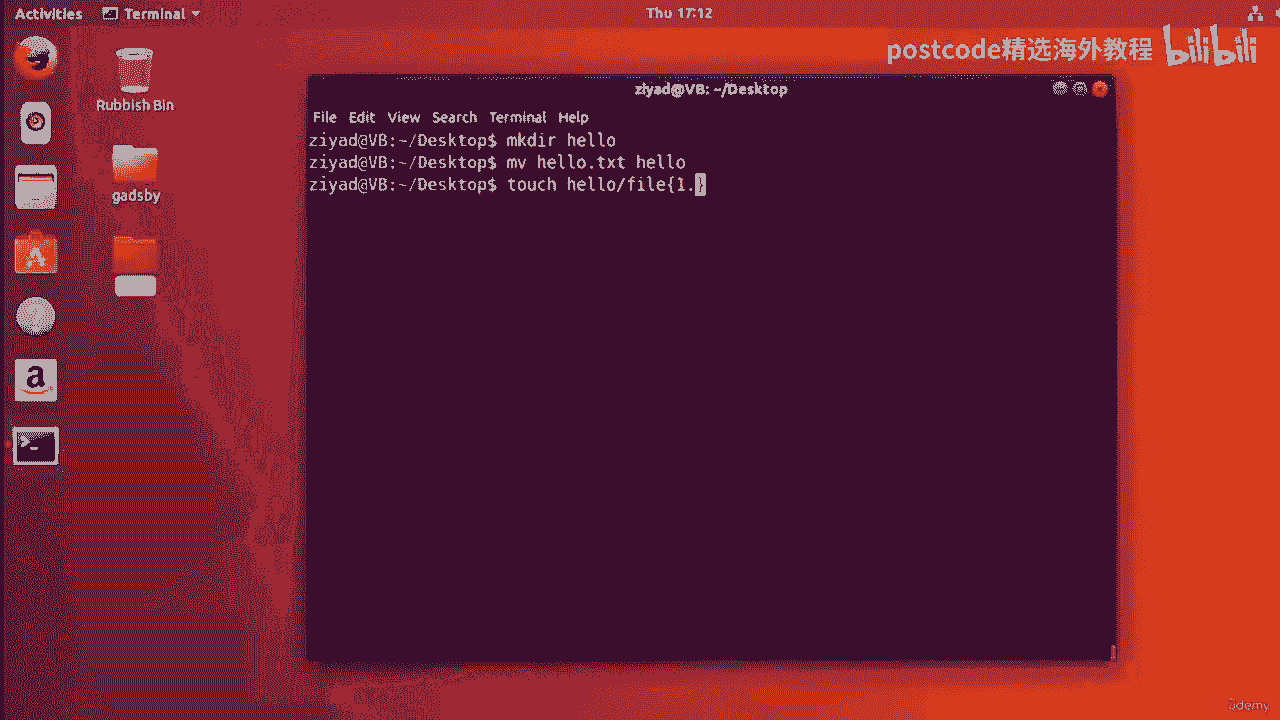 Activities Terminal Thu 17:12
postcode精选海外教程 bilibili
Rubbish Bin
gadsby
ziyad@VB: ~/Desktop
File Edit View Search Terminal Help
ziyad@VB:~/Desktop$ mkdir hello
ziyad@VB:~/Desktop$ mv hello.txt hello
ziyad@VB:~/Desktop$ touch hello/file{1.}
ûdemy